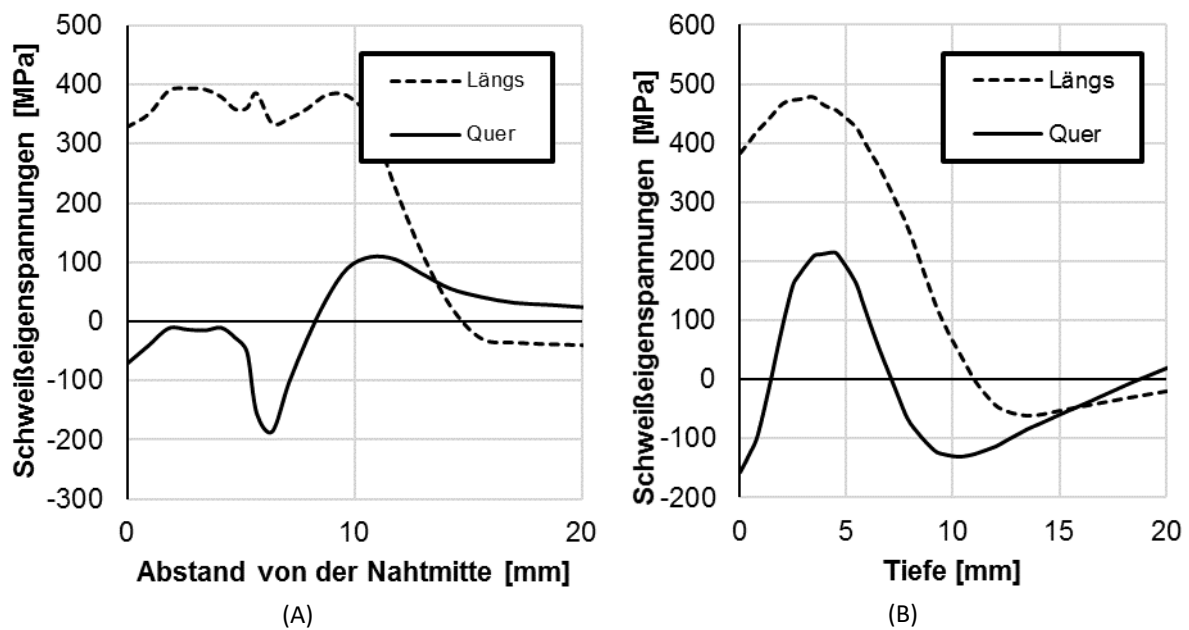 Schweißeigenspannungen [MPa]
500
400
300
200
100
0
-100
-200
-300
Längs
Quer
0
10
20
Abstand von der Nahtmitte [mm]
(A)
Schweißeigenspannungen [MPa]
600
500
400
300
200
100
0
-100
-200
Längs
Quer
0
5
10
15
20
Tiefe [mm]
(B)